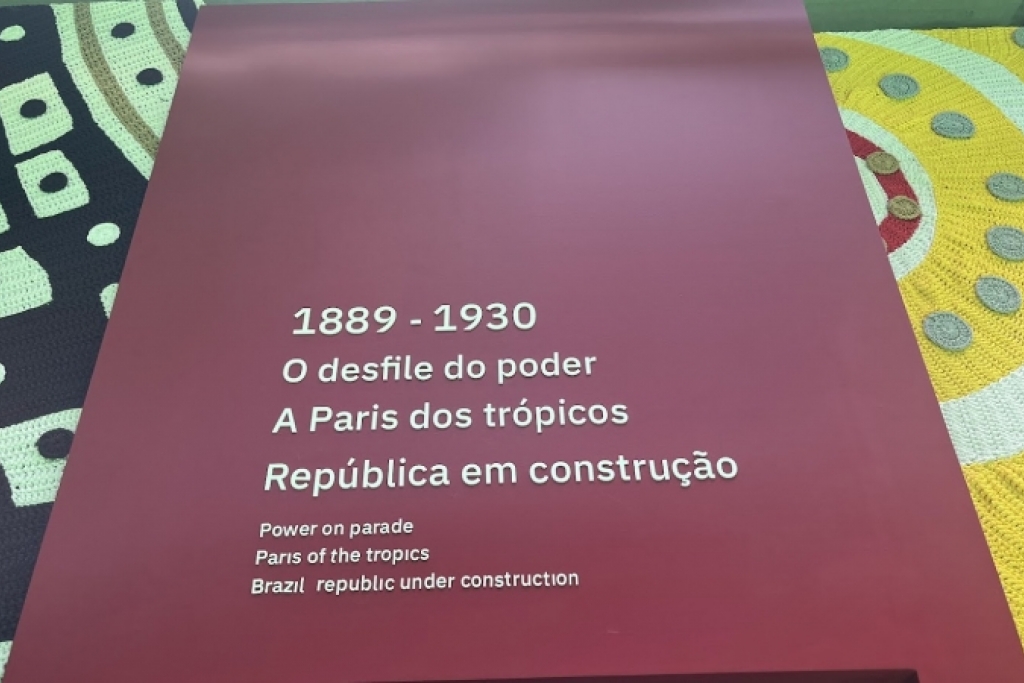 1889 - 1930
O desfile do poder
A Paris dos trópicos
República em construção
Power on parade
Paris of the tropics
Brazil republic under construction